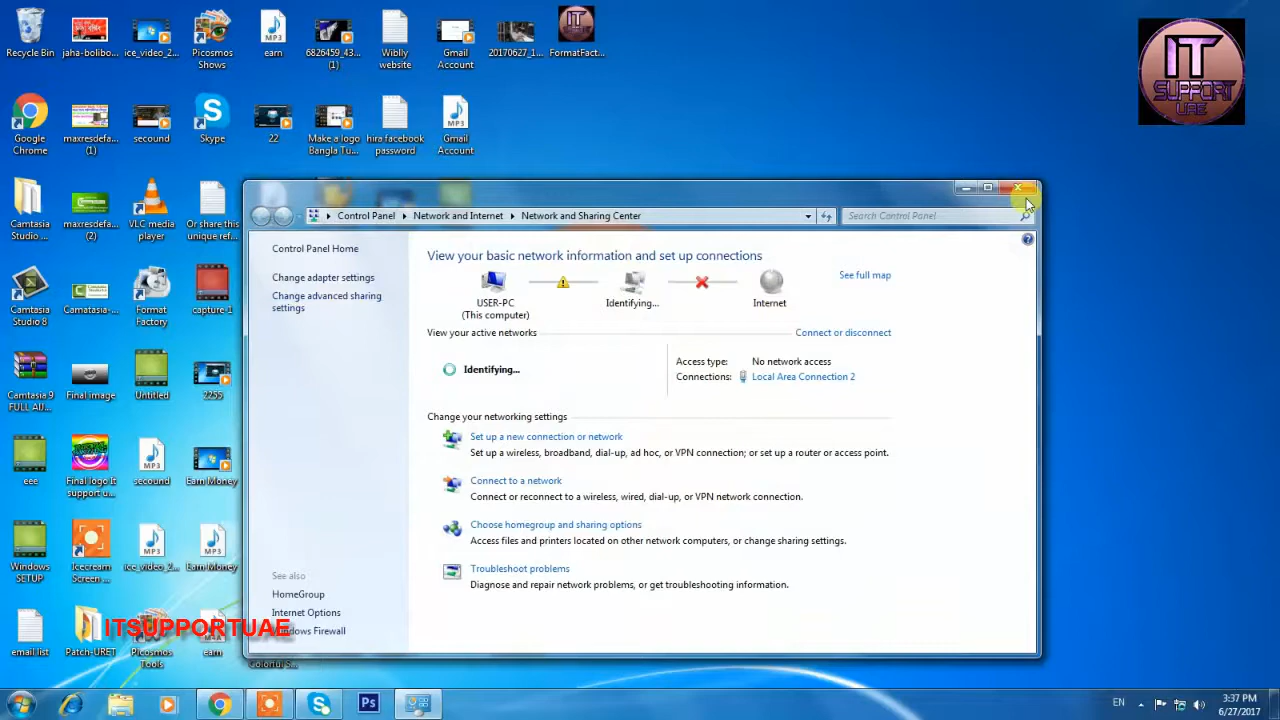 Recycle Bin
jaha-bolibo...
ice_video_2...
Picosmos
Shows
earn
6826459_43...
(1)
Wiblly
website
Gmail
Account
20170627_1...
FormatFact...
IT
SUPPORT
UAE
Google
Chrome
maxresdefa...
(1)
secound
Skype
22
Make a logo
Bangla Tu...
hira facebook
password
Gmail
Account
Camtasia
Studio ...
maxresdefa...
(2)
VLC media
player
Or share this
unique ref...
Camtasia
Studio 8
Camatasia-...
Format
Factory
capture-1
Camtasia 9
FULL AU...
Final image
Untitled
2255
eee
Final logo It
support u...
secound
Earn Money
Windows
SETUP
Icecream
Screen ...
ice_video_2...
Earn Money
email list
Patch-URET
Picosmos
Tools
earn
Colorful S...
ITSUPPORTUAE
Control Panel
Network and Internet
Network and Sharing Center
Search Control Panel
Control Panel Home
Change adapter settings
Change advanced sharing
settings
See also
HomeGroup
Internet Options
Windows Firewall
View your basic network information and set up connections
See full map
USER-PC
(This computer)
Identifying...
Internet
View your active networks
Connect or disconnect
Identifying...
Access type: No network access
Connections: Local Area Connection 2
Change your networking settings
Set up a new connection or network
Set up a wireless, broadband, dial-up, ad hoc, or VPN connection; or set up a router or access point.
Connect to a network
Connect or reconnect to a wireless, wired, dial-up, or VPN network connection.
Choose homegroup and sharing options
Access files and printers located on other network computers, or change sharing settings.
Troubleshoot problems
Diagnose and repair network problems, or get troubleshooting information.
Ps
EN
3:37 PM
6/27/2017